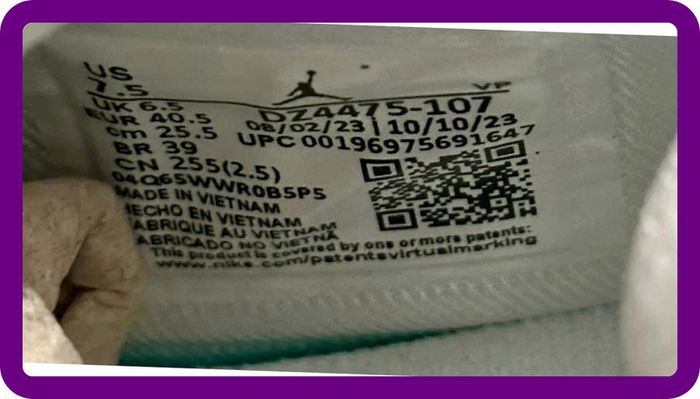 US
7.5
UK 6.5
EUR 40.5
cm 25.5
BR 39
CN 255(2.5)
04Q65WWR0B5P5
MADE IN VIETNAM
HECHO EN VIETNAM
FABRIQUE AU VIETNAM
FABRICADO NO VIETNÃ
This product is covered by one or more patents:
www.nike.com/patentsvirtualmarking
VP
DZ4475-107
08/02/23 | 10/10/23
UPC 00196975691647